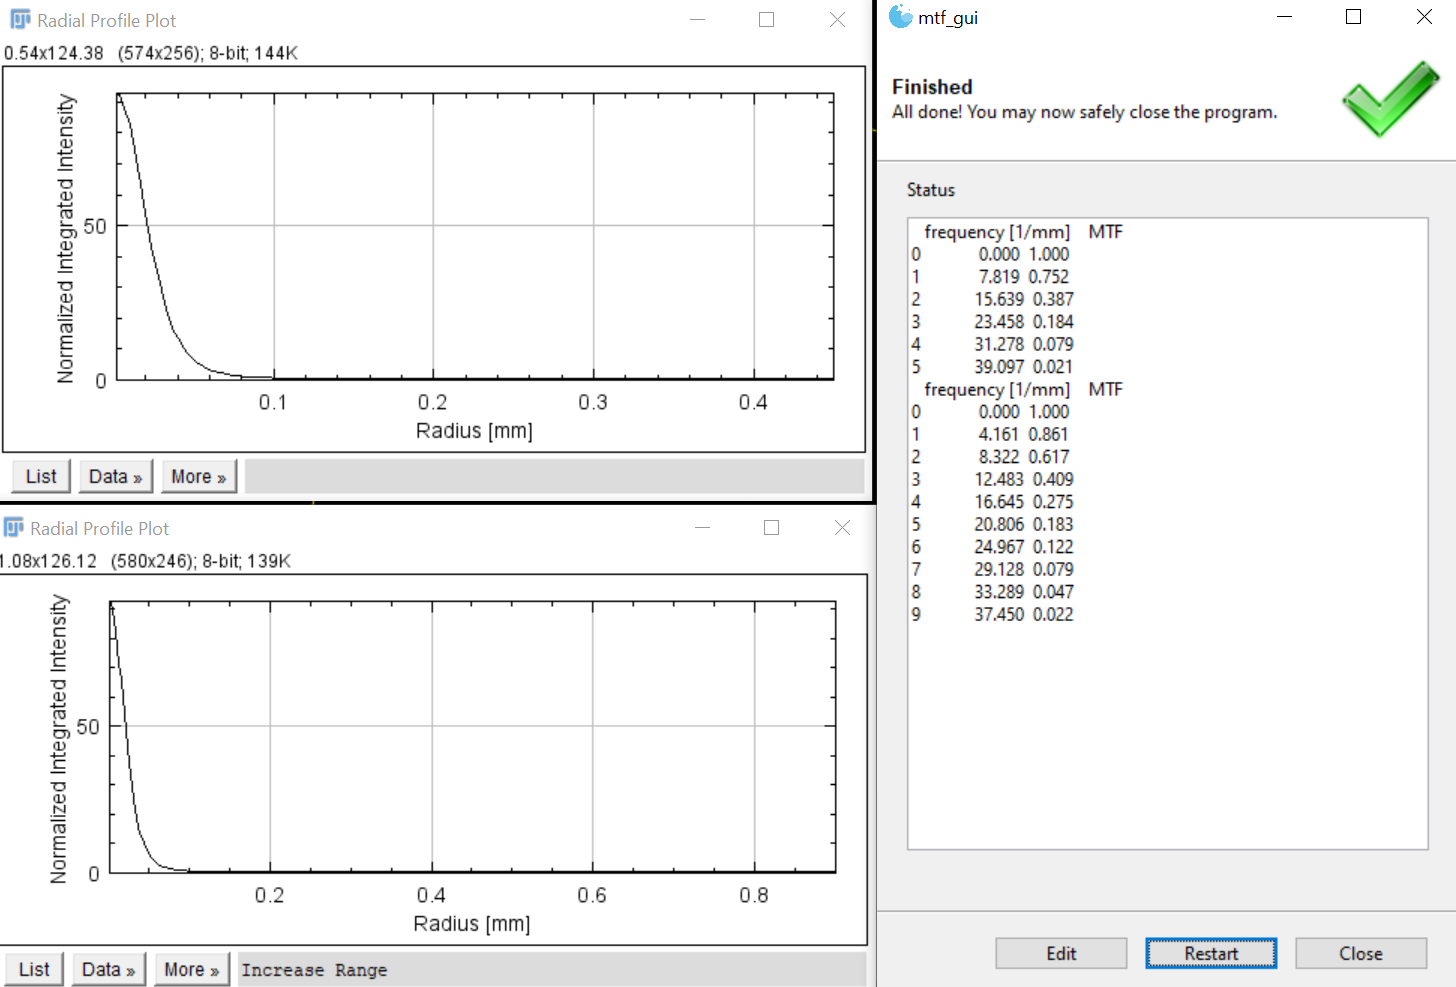 Radial Profile Plot
0.54x124.38 (574x256); 8-bit; 144K
Normalized Integrated Intensity
50
0
0.1 0.2 0.3 0.4
Radius [mm]
List Data » More »
Radial Profile Plot
1.08x126.12 (580x246); 8-bit; 139K
Normalized Integrated Intensity
50
0
0.2 0.4 0.6 0.8
Radius [mm]
List Data » More » Increase Range
mtf_gui
Finished
All done! You may now safely close the program.
Status
frequency [1/mm] MTF
0 0.000 1.000
1 7.819 0.752
2 15.639 0.387
3 23.458 0.184
4 31.278 0.079
5 39.097 0.021
frequency [1/mm] MTF
0 0.000 1.000
1 4.161 0.861
2 8.322 0.617
3 12.483 0.409
4 16.645 0.275
5 20.806 0.183
6 24.967 0.122
7 29.128 0.079
8 33.289 0.047
9 37.450 0.022
Edit Restart Close